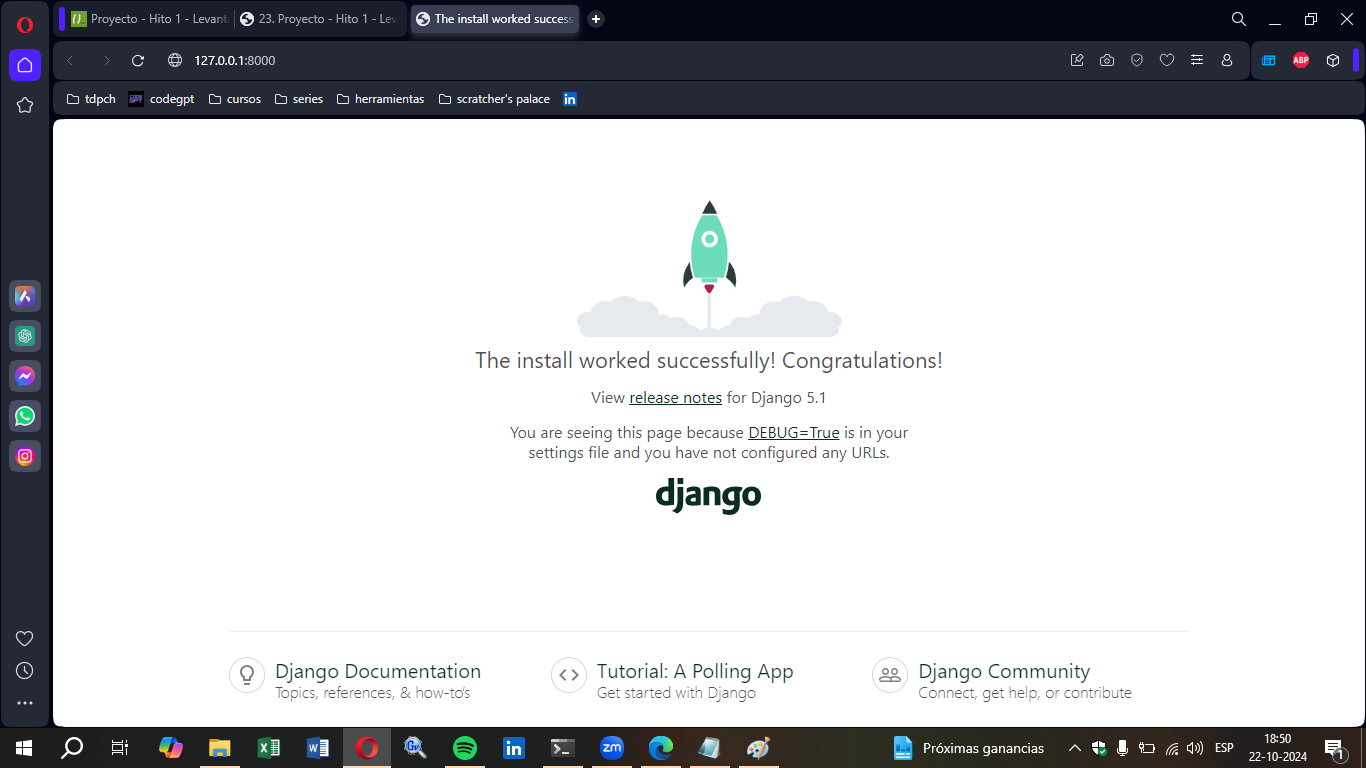 Proyecto - Hito 1 - Levant
23. Proyecto - Hito 1 - Lev
The install worked success
127.0.0.1:8000
ABP
tdpch
codegpt
cursos
series
herramientas
scratcher's palace
in
The install worked successfully! Congratulations!
View release notes for Django 5.1
You are seeing this page because DEBUG=True is in your
settings file and you have not configured any URLs.
django
Django Documentation
Topics, references, & how-to's
Tutorial: A Polling App
Get started with Django
Django Community
Connect, get help, or contribute
Gv
in
zm
Próximas ganancias
ESP
18:50
22-10-2024
1